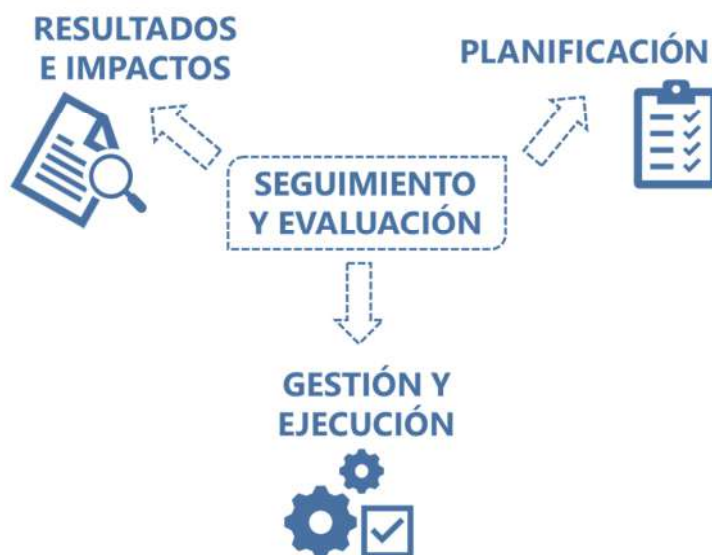 RESULTADOS
E IMPACTOS
PLANIFICACIÓN
SEGUIMIENTO
Y EVALUACIÓN
GESTIÓN Y
EJECUCIÓN